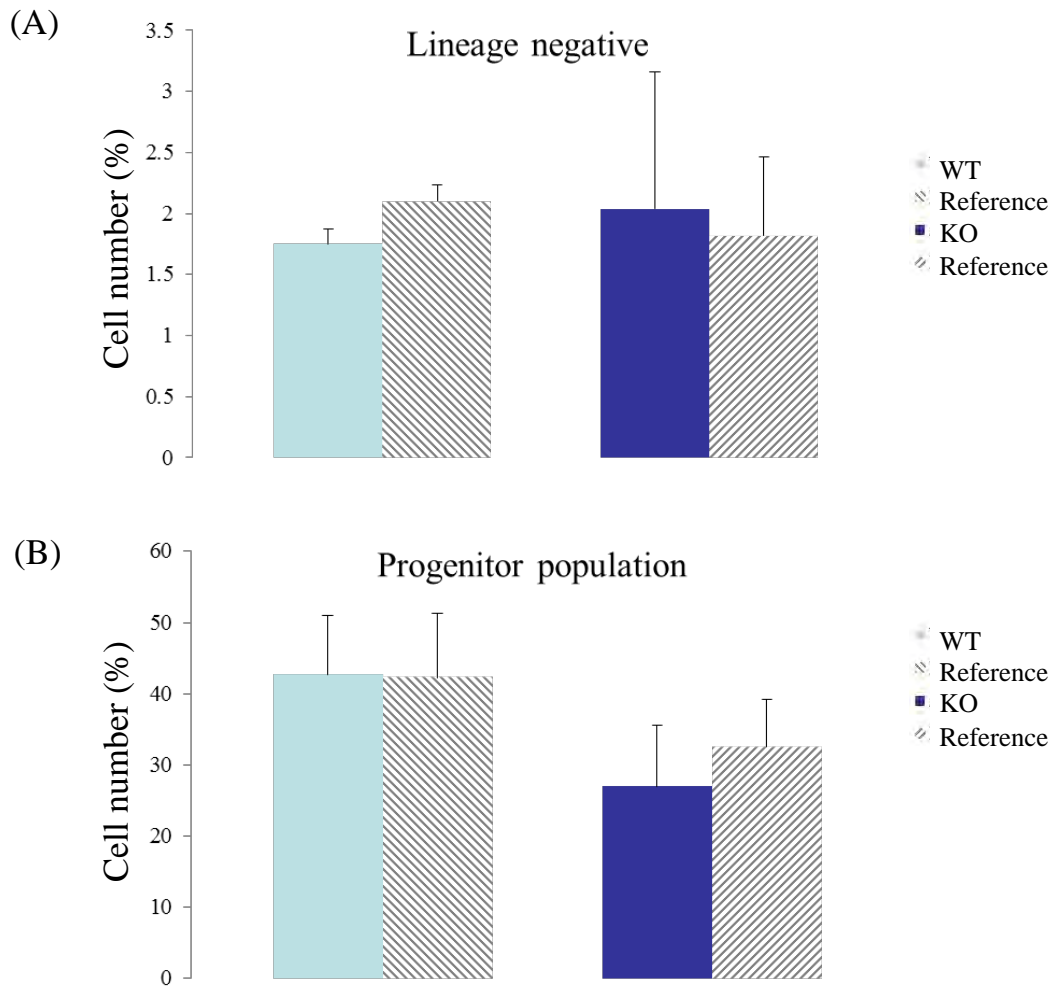 (A)
Lineage negative
Cell number (%)
3.5
3
2.5
2
1.5
1
0.5
0
WT
Reference
KO
Reference
(B)
Progenitor population
Cell number (%)
60
50
40
30
20
10
0
WT
Reference
KO
Reference